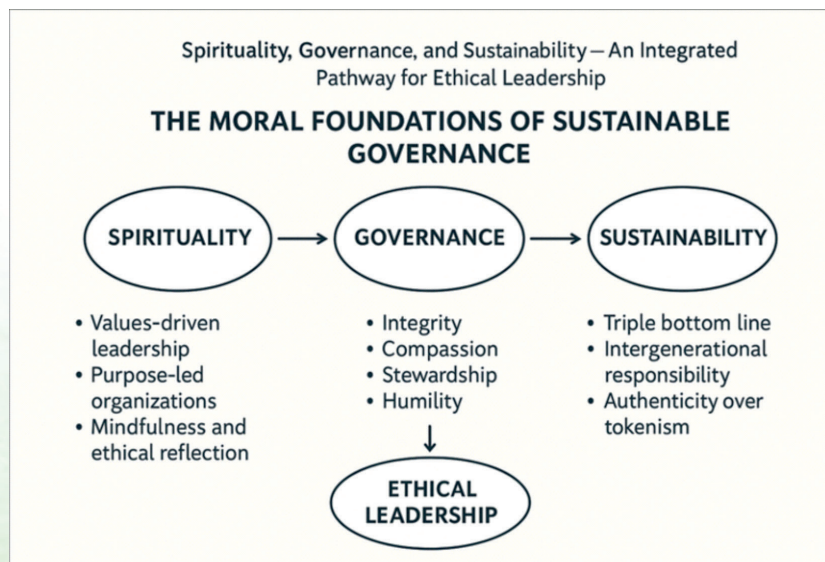 Spirituality, Governance, and Sustainability – An Integrated
Pathway for Ethical Leadership
THE MORAL FOUNDATIONS OF SUSTAINABLE
GOVERNANCE
SPIRITUALITY
GOVERNANCE
SUSTAINABILITY
• Values-driven
leadership
• Purpose-led
organizations
• Mindfulness and
ethical reflection
• Integrity
• Compassion
• Stewardship
• Humility
• Triple bottom line
• Intergenerational
responsibility
• Authenticity over
tokenism
ETHICAL
LEADERSHIP